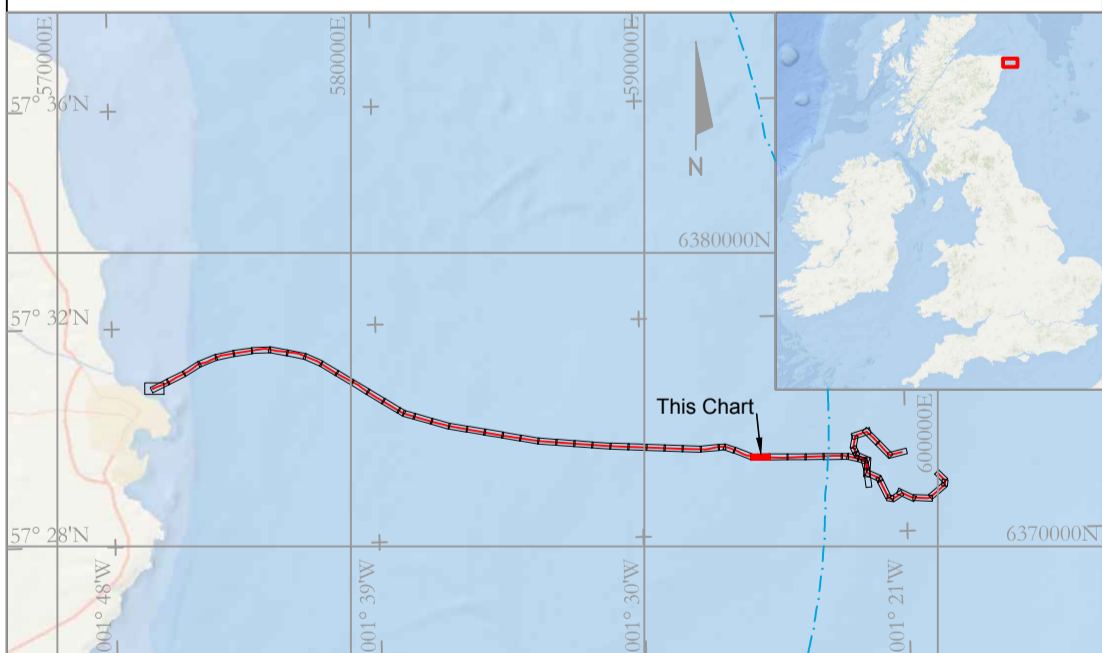 570000E
580000E
590000E
57° 36'N
N
6380000N
57° 32'N
This Chart
600000E
57° 28'N
6370000N
001° 48'W
001° 39'W
001° 30'W
001° 21'W